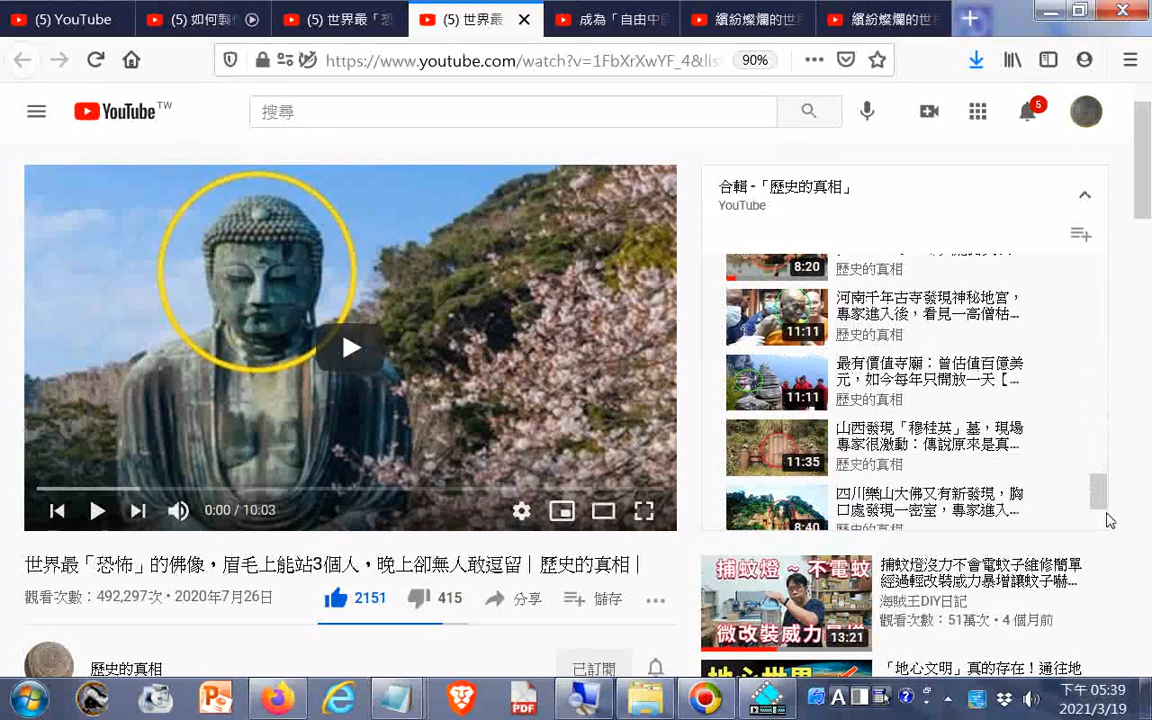 (5) YouTube
(5) 如何製
(5) 世界最「恐
(5) 世界最
成為「自由中
繽紛燦爛的世
繽紛燦爛的世
https://www.youtube.com/watch?v=1FbXrXwYF_4&lis
90%
YouTube TW
搜尋
5
合輯 -「歷史的真相」
YouTube
8:20
歷史的真相
河南千年古寺發現神秘地宮，
專家進入後，看見一高僧枯...
11:11
歷史的真相
最有價值寺廟：曾估值百億美
元，如今每年只開放一天【...
11:11
歷史的真相
山西發現「穆桂英」墓，現場
專家很激動：傳說原來是真...
11:35
歷史的真相
四川樂山大佛又有新發現，胸
口處發現一密室，專家進入...
8:40
歷史的真相
0:00 / 10:03
世界最「恐怖」的佛像，眉毛上能站3個人，晚上卻無人敢逗留｜歷史的真相｜
觀看次數：492,297次 • 2020年7月26日
2151
415
分享
儲存
歷史的真相
已訂閱
捕蚊燈 ~ 不電蚊
微改裝威力
13:21
捕蚊燈沒力不會電蚊子維修簡單
經過輕改裝威力暴增讓蚊子嚇...
海賊王DIY日記
觀看次數：51萬次 • 4 個月前
地心世界
「地心文明」真的存在！通往地
PDF
A
下午 05:39
2021/3/19